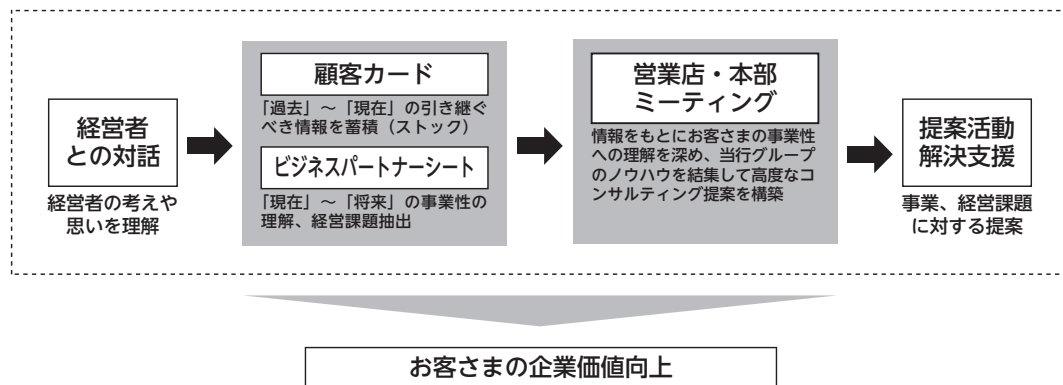 経営者
との対話
経営者の考えや
思いを理解
顧客カード
「過去」～「現在」の引き継ぐ
べき情報を蓄積（ストック）
ビジネスパートナーシート
「現在」～「将来」の事業性の
理解、経営課題抽出
営業店・本部
ミーティング
情報をもとにお客さまの事業性
への理解を深め、当行グループ
のノウハウを結集して高度なコ
ンサルティング提案を構築
提案活動
解決支援
事業、経営課題
に対する提案
お客さまの企業価値向上